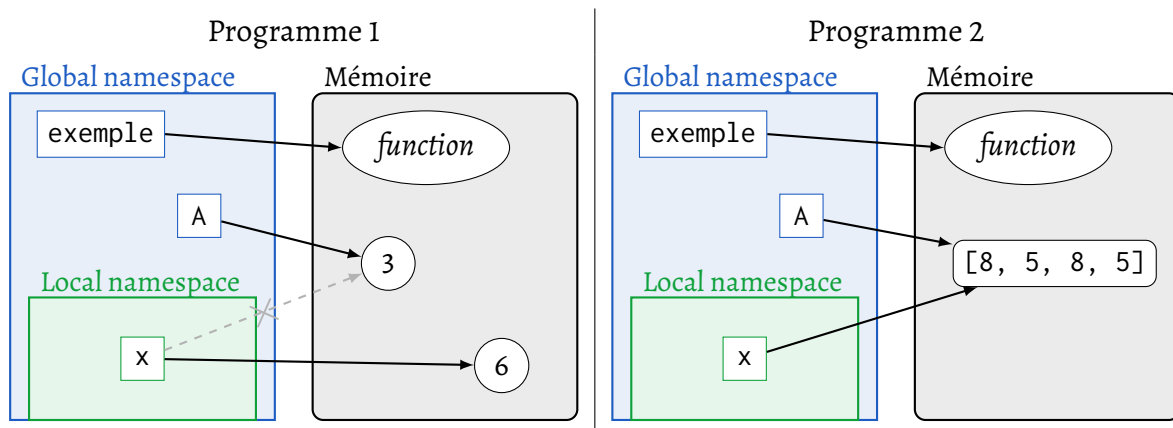 Programme 1
Global namespace
Mémoire
exemple
function
A
3
Local namespace
x
6
Programme 2
Global namespace
Mémoire
exemple
function
A
[8, 5, 8, 5]
Local namespace
x